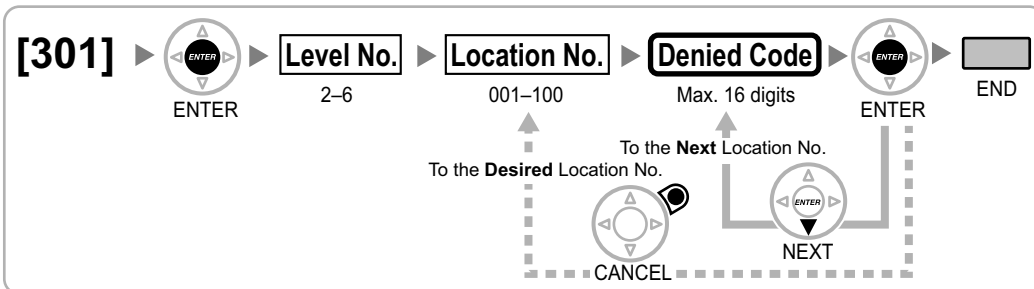 [301] ENTER Level No. Location No. Denied Code ENTER
ENTER 2–6 001–100 Max. 16 digits ENTER END
To the Next Location No.
To the Desired Location No.
ENTER
NEXT
CANCEL